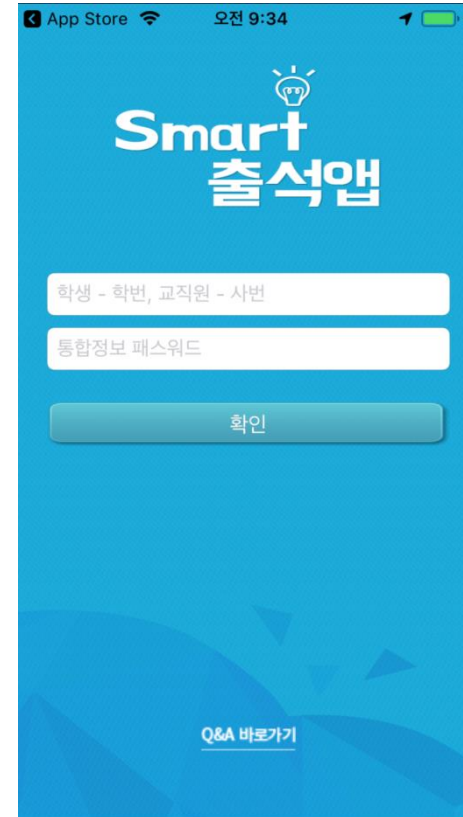 App Store 오전 9:34
Smart
출석앱
학생 - 학번, 교직원 - 사번
통합정보 패스워드
확인
Q&A 바로가기